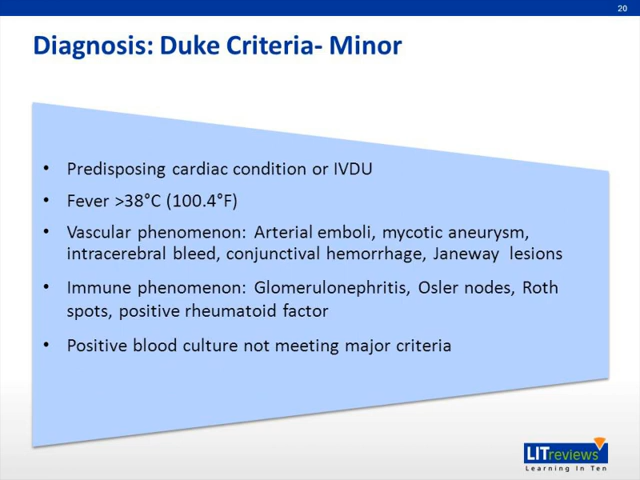 20
Diagnosis: Duke Criteria- Minor
• Predisposing cardiac condition or IVDU
• Fever >38°C (100.4°F)
• Vascular phenomenon: Arterial emboli, mycotic aneurysm,
intracerebral bleed, conjunctival hemorrhage, Janeway lesions
• Immune phenomenon: Glomerulonephritis, Osler nodes, Roth
spots, positive rheumatoid factor
• Positive blood culture not meeting major criteria
LITreviews
Learning In Ten